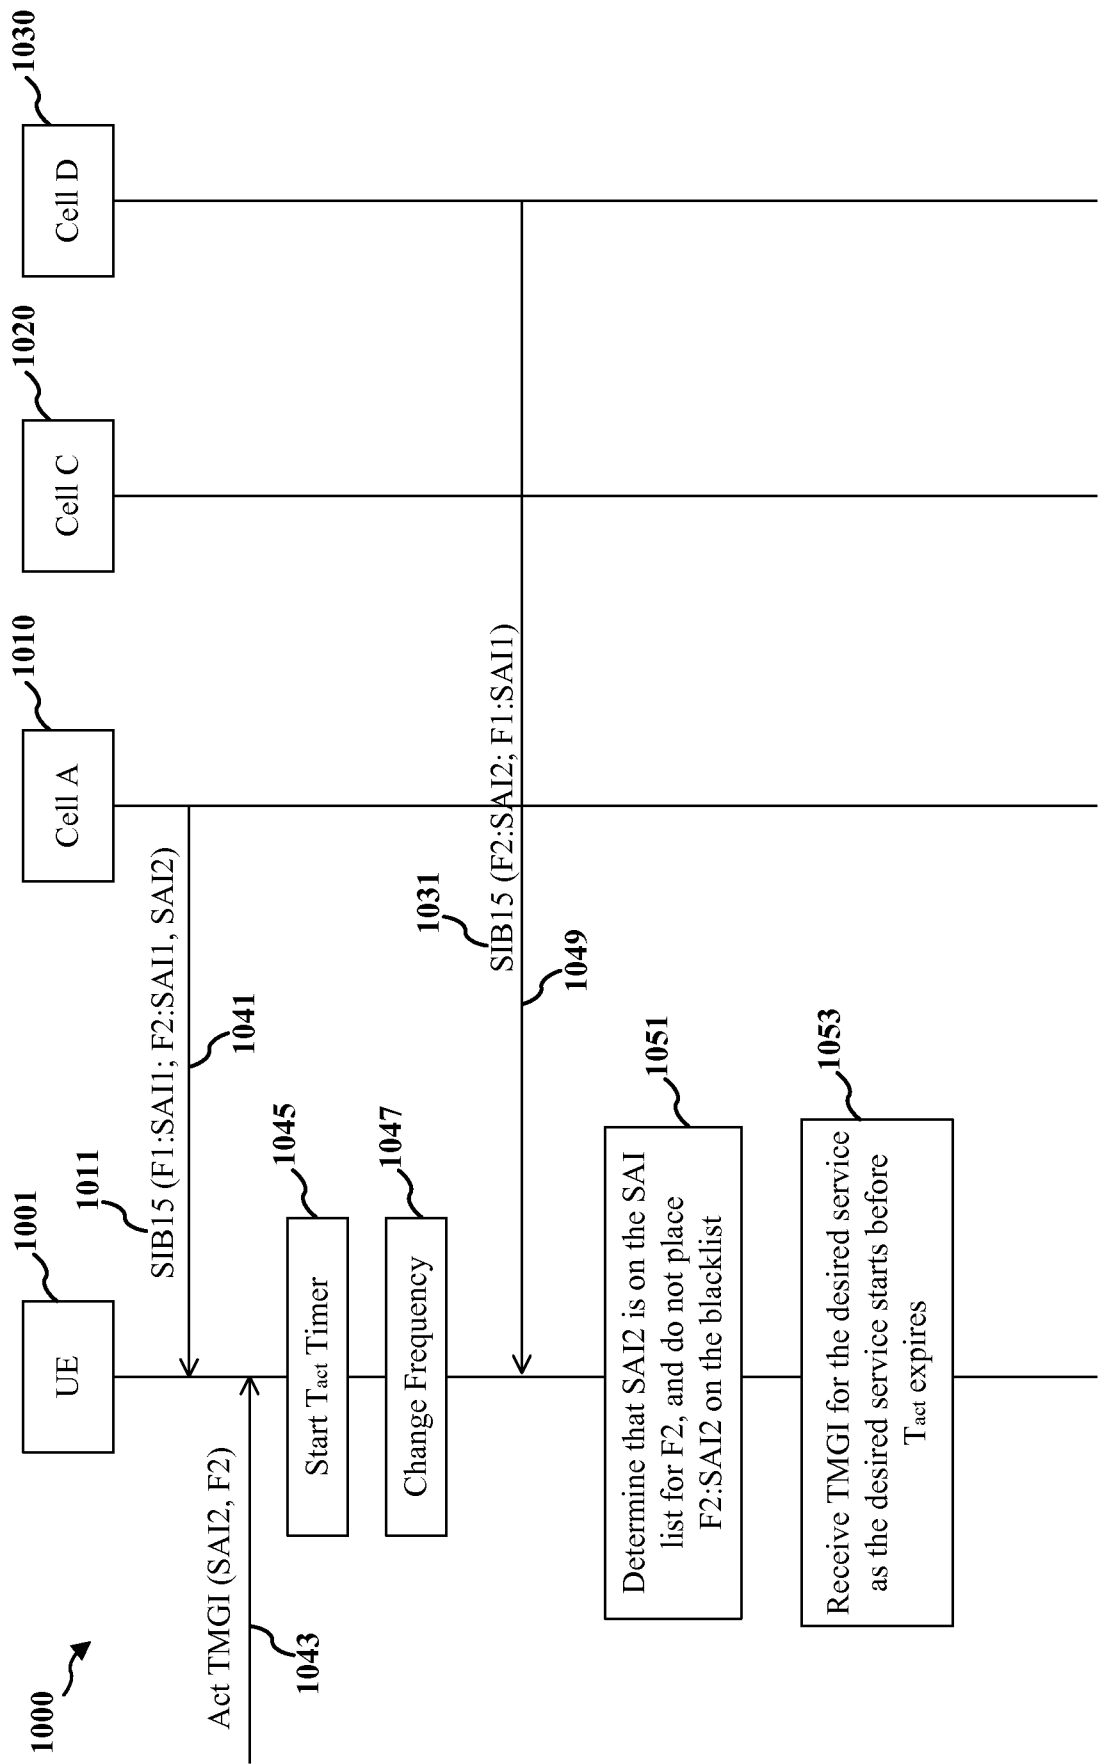 1000
UE
1001
Cell A
1010
Cell C
1020
Cell D
1030
1011
SIB15 (F1:SAI1; F2:SAI1, SAI2)
1041
Act TMGI (SAI2, F2)
1043
Start Tact Timer
1045
Change Frequency
1047
1031
SIB15 (F2:SAI2; F1:SAI1)
1049
Determine that SAI2 is on the SAI
list for F2, and do not place
F2:SAI2 on the blacklist
1051
Receive TMGI for the desired service
as the desired service starts before
Tact expires
1053